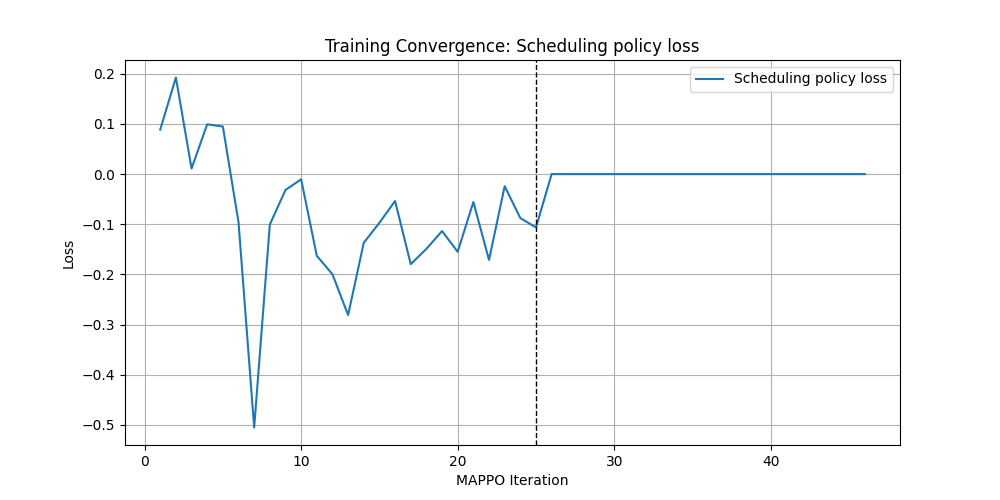 Training Convergence: Scheduling policy loss
Scheduling policy loss
Loss
0.2
0.1
0.0
−0.1
−0.2
−0.3
−0.4
−0.5
0 10 20 30 40
MAPPO Iteration